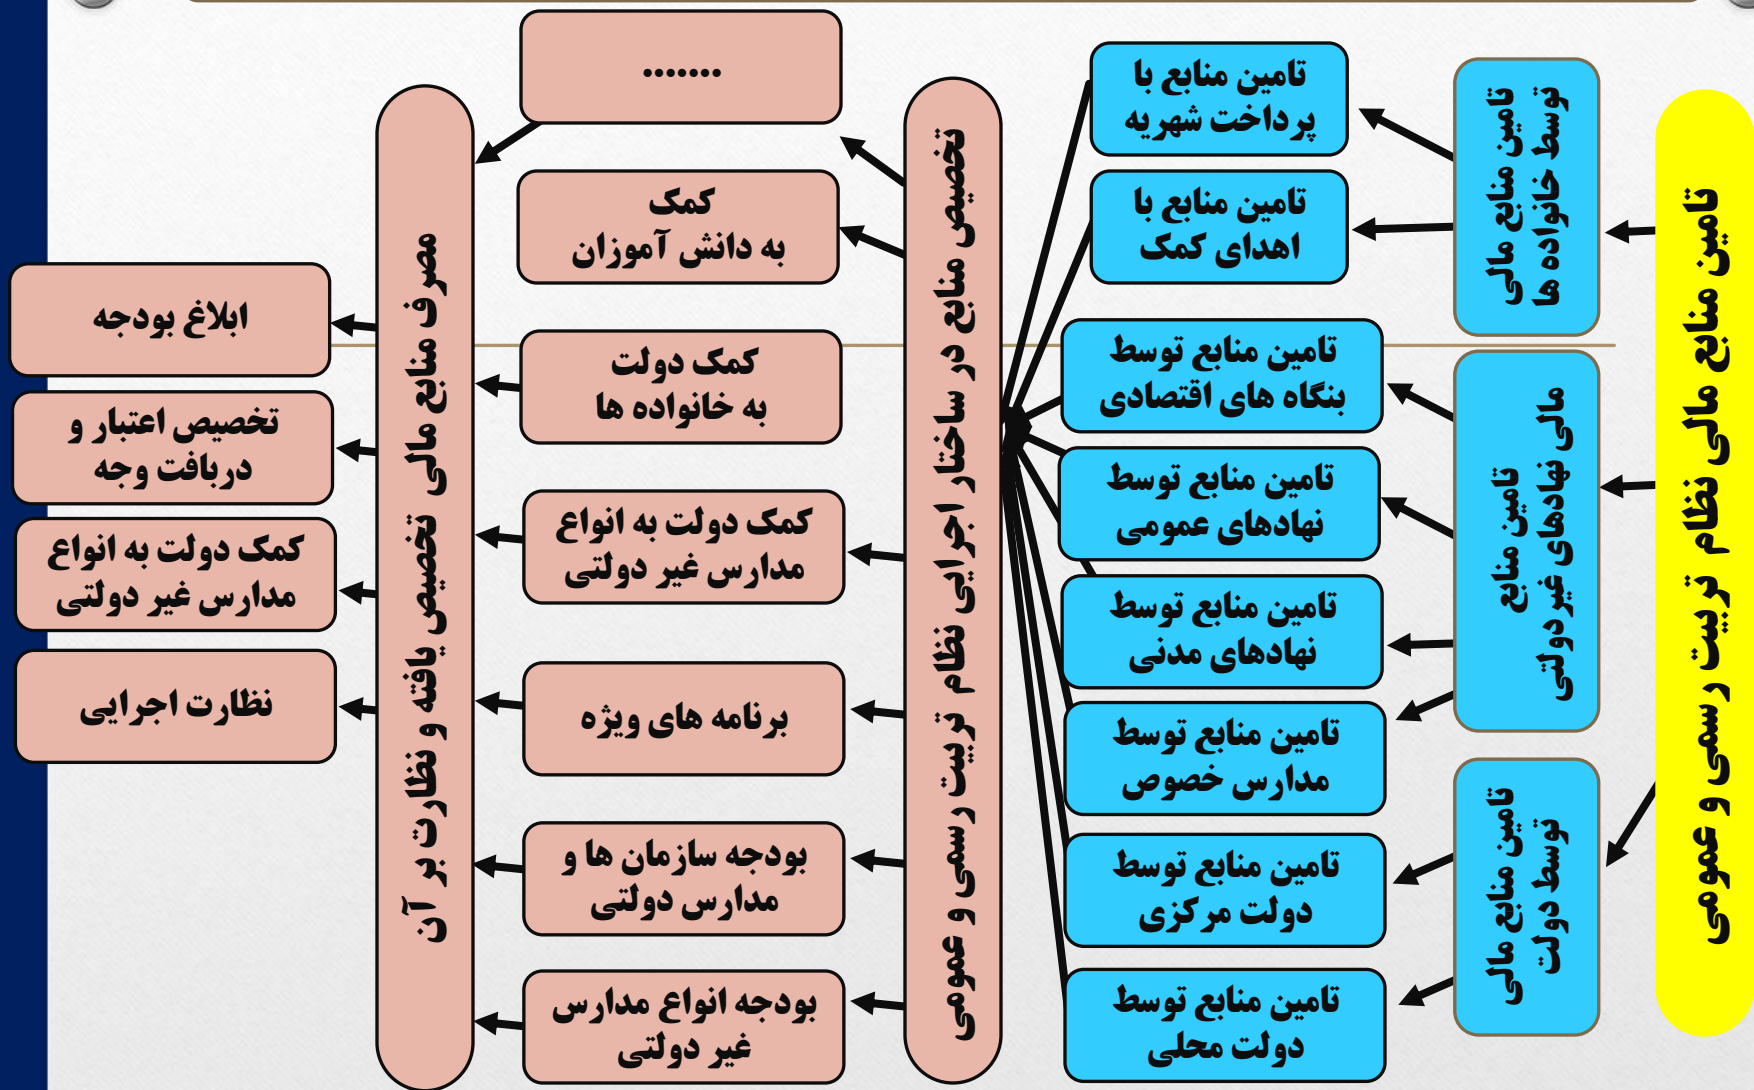 تامین منابع مالی نظام تربیت رسمی و عمومی
تامین منابع مالی
توسط خانواده ها
تامین منابع
مالی نهادهای غیردولتی
تامین منابع مالی
توسط دولت
تامین منابع با
پرداخت شهریه
تامین منابع با
اهدای کمک
تامین منابع توسط
بنگاه های اقتصادی
تامین منابع توسط
نهادهای عمومی
تامین منابع توسط
نهادهای مدنی
تامین منابع توسط
مدارس خصوص
تامین منابع توسط
دولت مرکزی
تامین منابع توسط
دولت محلی
تخصیص منابع در ساختار اجرایی نظام تربیت رسمی و عمومی
.......
کمک
به دانش آموزان
کمک دولت
به خانواده ها
کمک دولت به انواع
مدارس غیر دولتی
برنامه های ویژه
بودجه سازمان ها و
مدارس دولتی
بودجه انواع مدارس
غیر دولتی
مصرف منابع مالی تخصیص یافته و نظارت بر آن
ابلاغ بودجه
تخصیص اعتبار و
دریافت وجه
کمک دولت به انواع
مدارس غیر دولتی
نظارت اجرایی